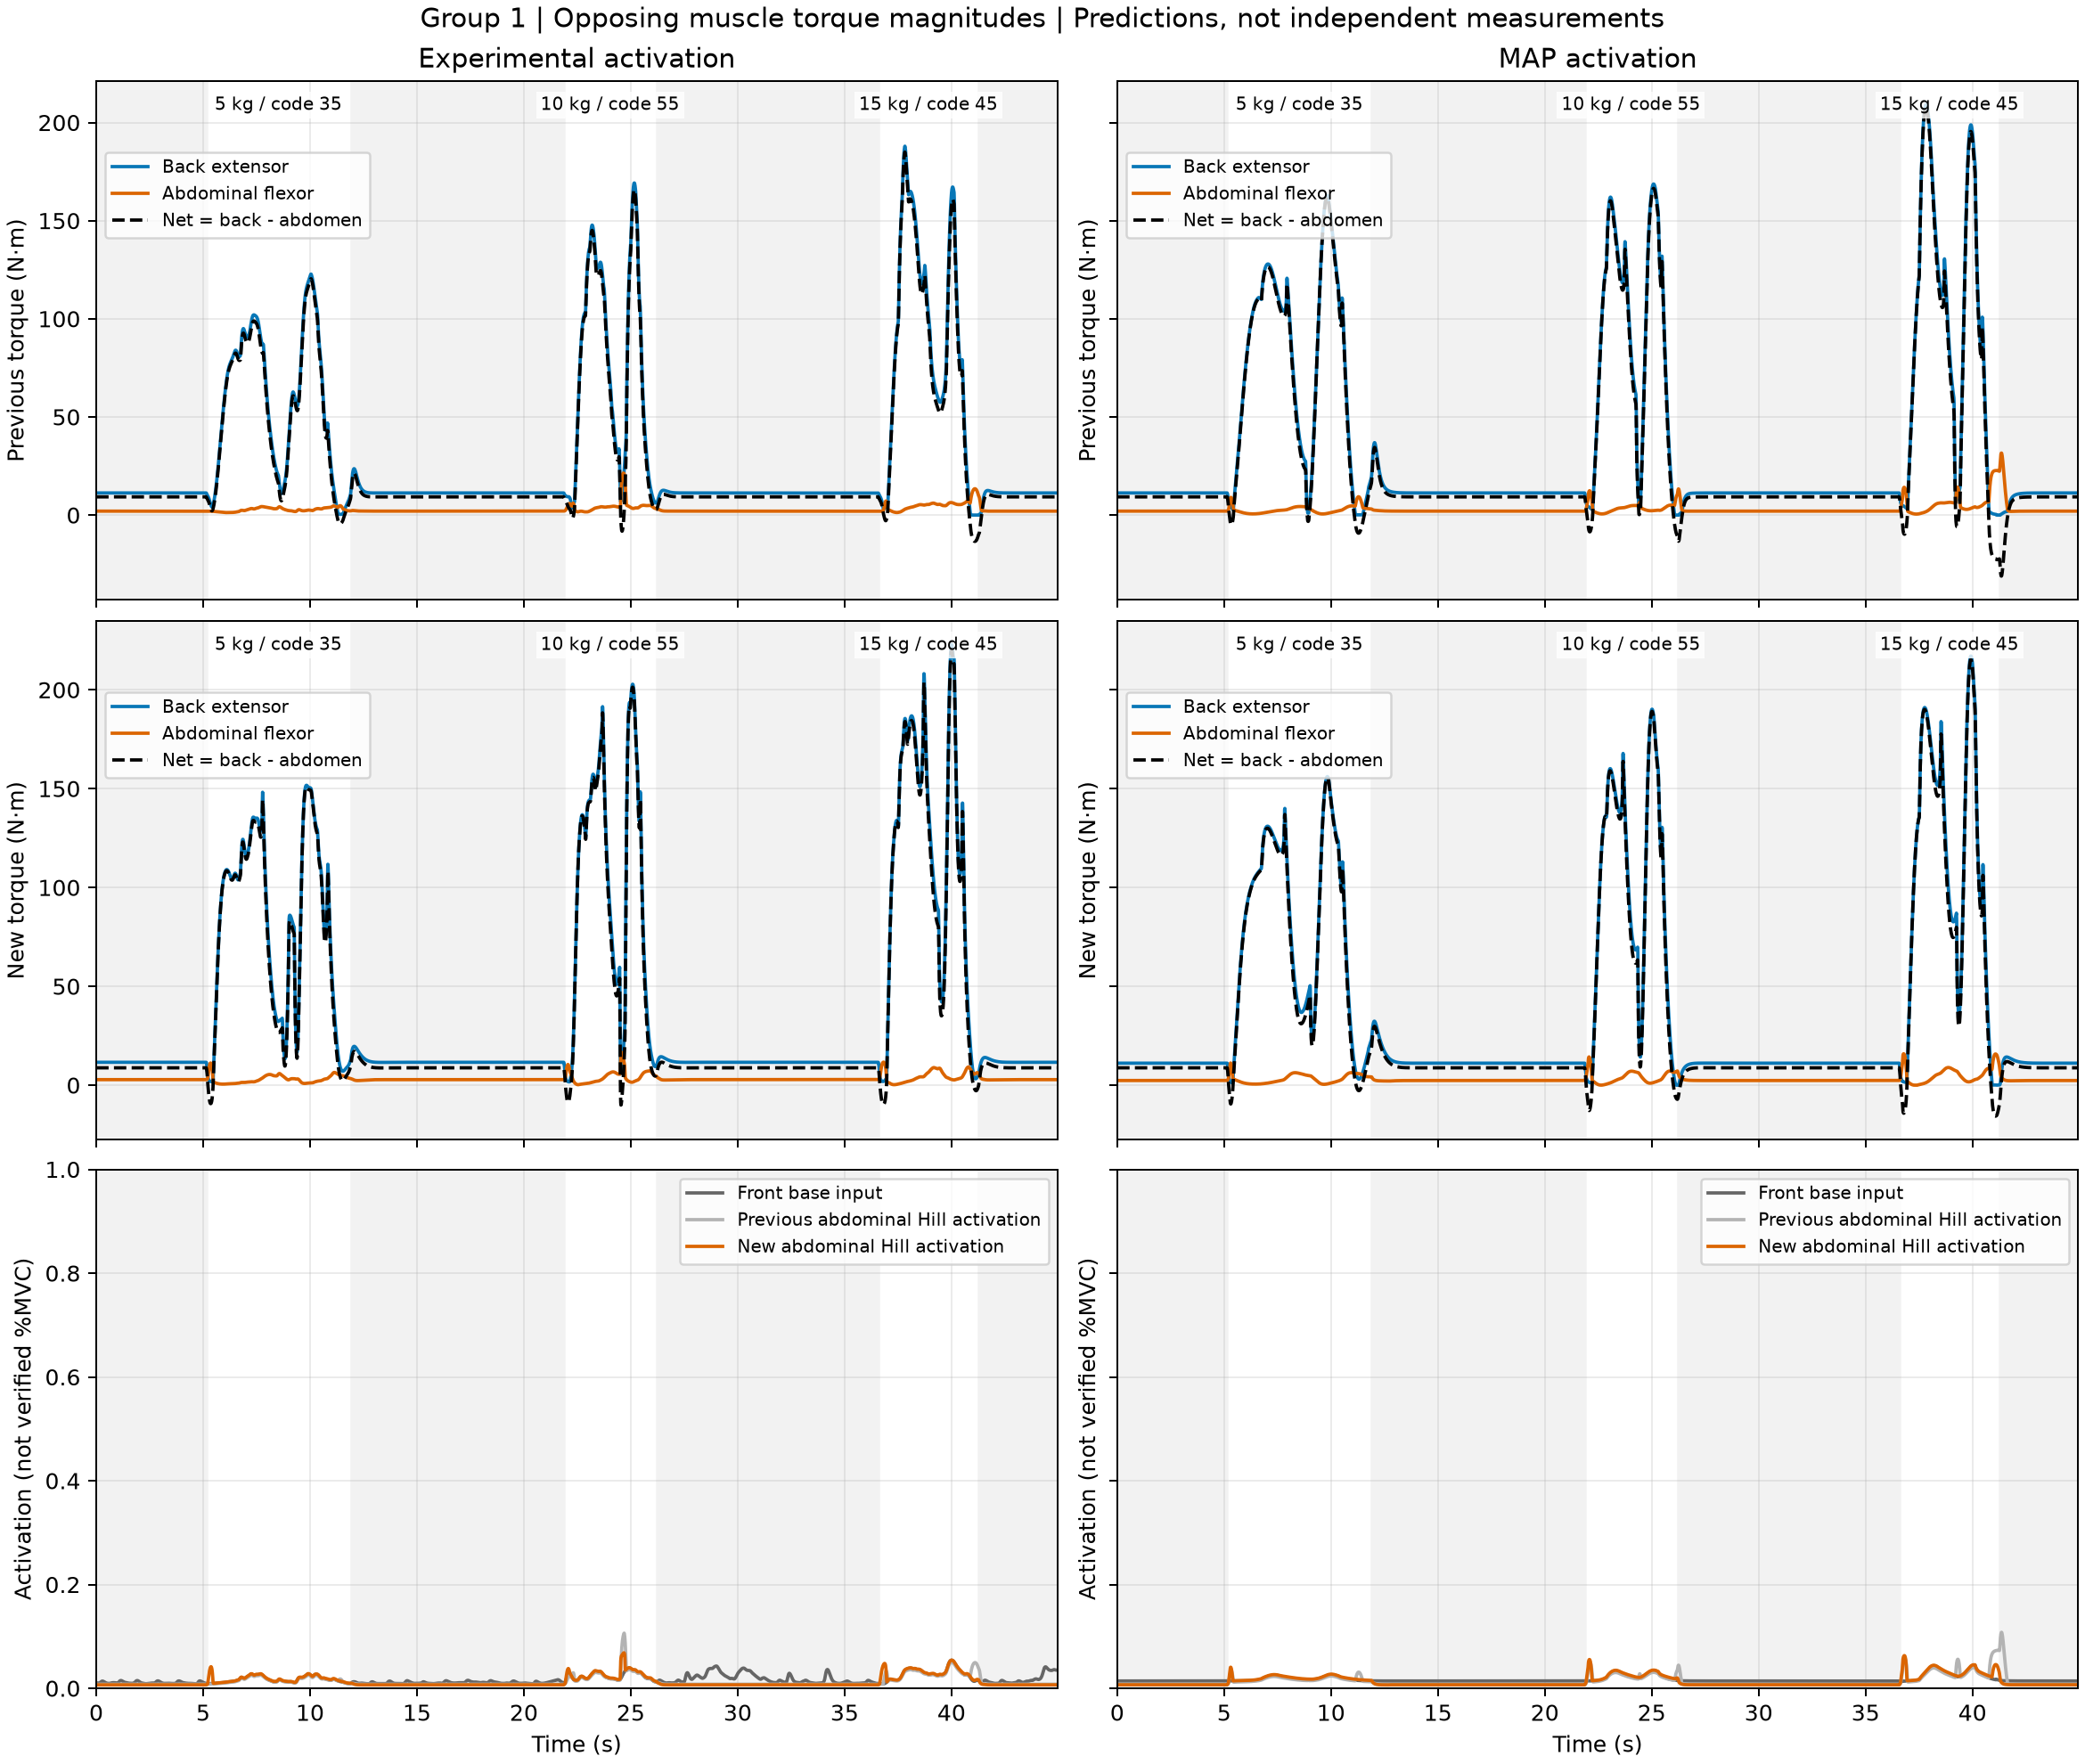 Group 1 | Opposing muscle torque magnitudes | Predictions, not independent measurements
Experimental activation
MAP activation
Previous torque (N·m)
200
150
100
50
0
5 kg / code 35
10 kg / code 55
15 kg / code 45
Back extensor
Abdominal flexor
Net = back - abdomen
Previous torque (N·m)
5 kg / code 35
10 kg / code 55
15 kg / code 45
Back extensor
Abdominal flexor
Net = back - abdomen
New torque (N·m)
200
150
100
50
0
5 kg / code 35
10 kg / code 55
15 kg / code 45
Back extensor
Abdominal flexor
Net = back - abdomen
New torque (N·m)
5 kg / code 35
10 kg / code 55
15 kg / code 45
Back extensor
Abdominal flexor
Net = back - abdomen
Activation (not verified %MVC)
1.0
0.8
0.6
0.4
0.2
0.0
Front base input
Previous abdominal Hill activation
New abdominal Hill activation
0 5 10 15 20 25 30 35 40
Time (s)
Activation (not verified %MVC)
Front base input
Previous abdominal Hill activation
New abdominal Hill activation
0 5 10 15 20 25 30 35 40
Time (s)